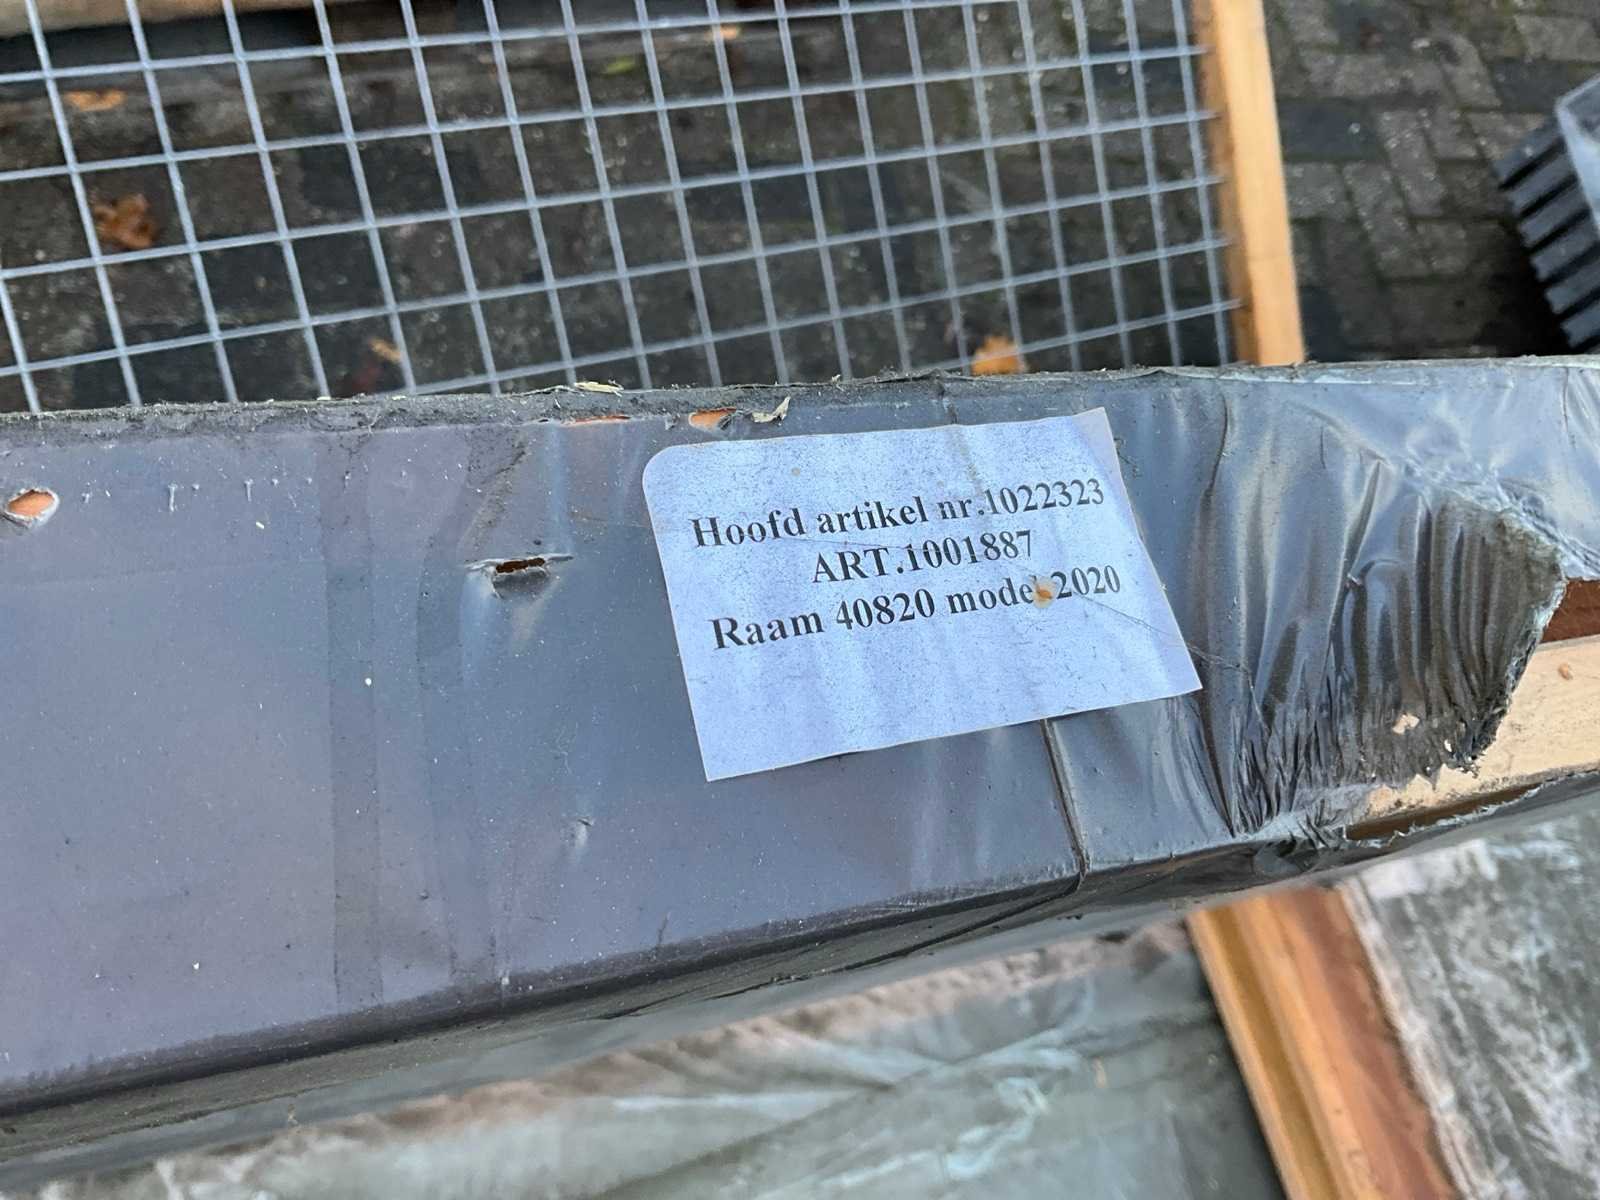 Hoofd artikel nr.1022323
ART.1001887
Raam 40820 model 2020